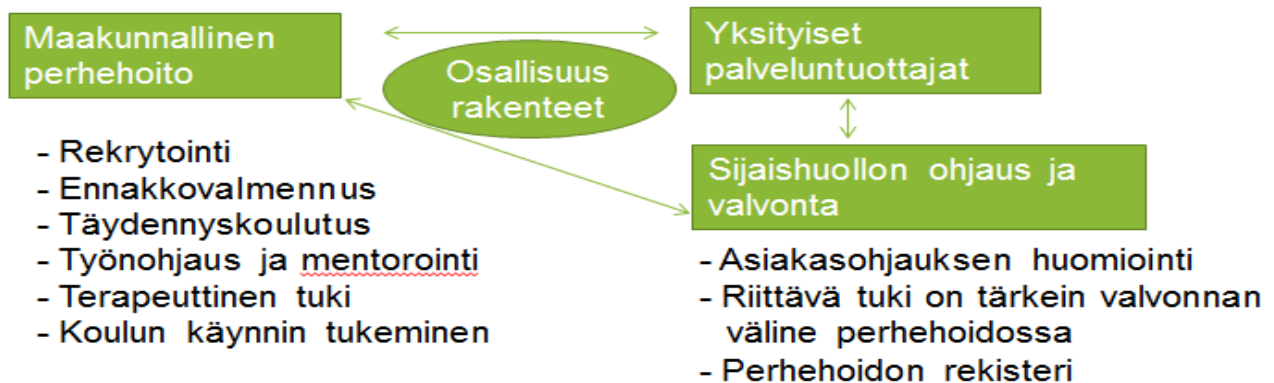 Maakunnallinen
perhehoito
Osallisuus
rakenteet
Yksityiset
palveluntuottajat
- Rekrytointi
- Ennakkovalmennus
- Täydennyskoulutus
- Työnohjaus ja mentorointi
- Terapeuttinen tuki
- Koulun käynnin tukeminen
Sijaishuollon ohjaus ja
valvonta
- Asiakasohjauksen huomiointi
- Riittävä tuki on tärkein valvonnan
väline perhehoidossa
- Perhehoidon rekisteri